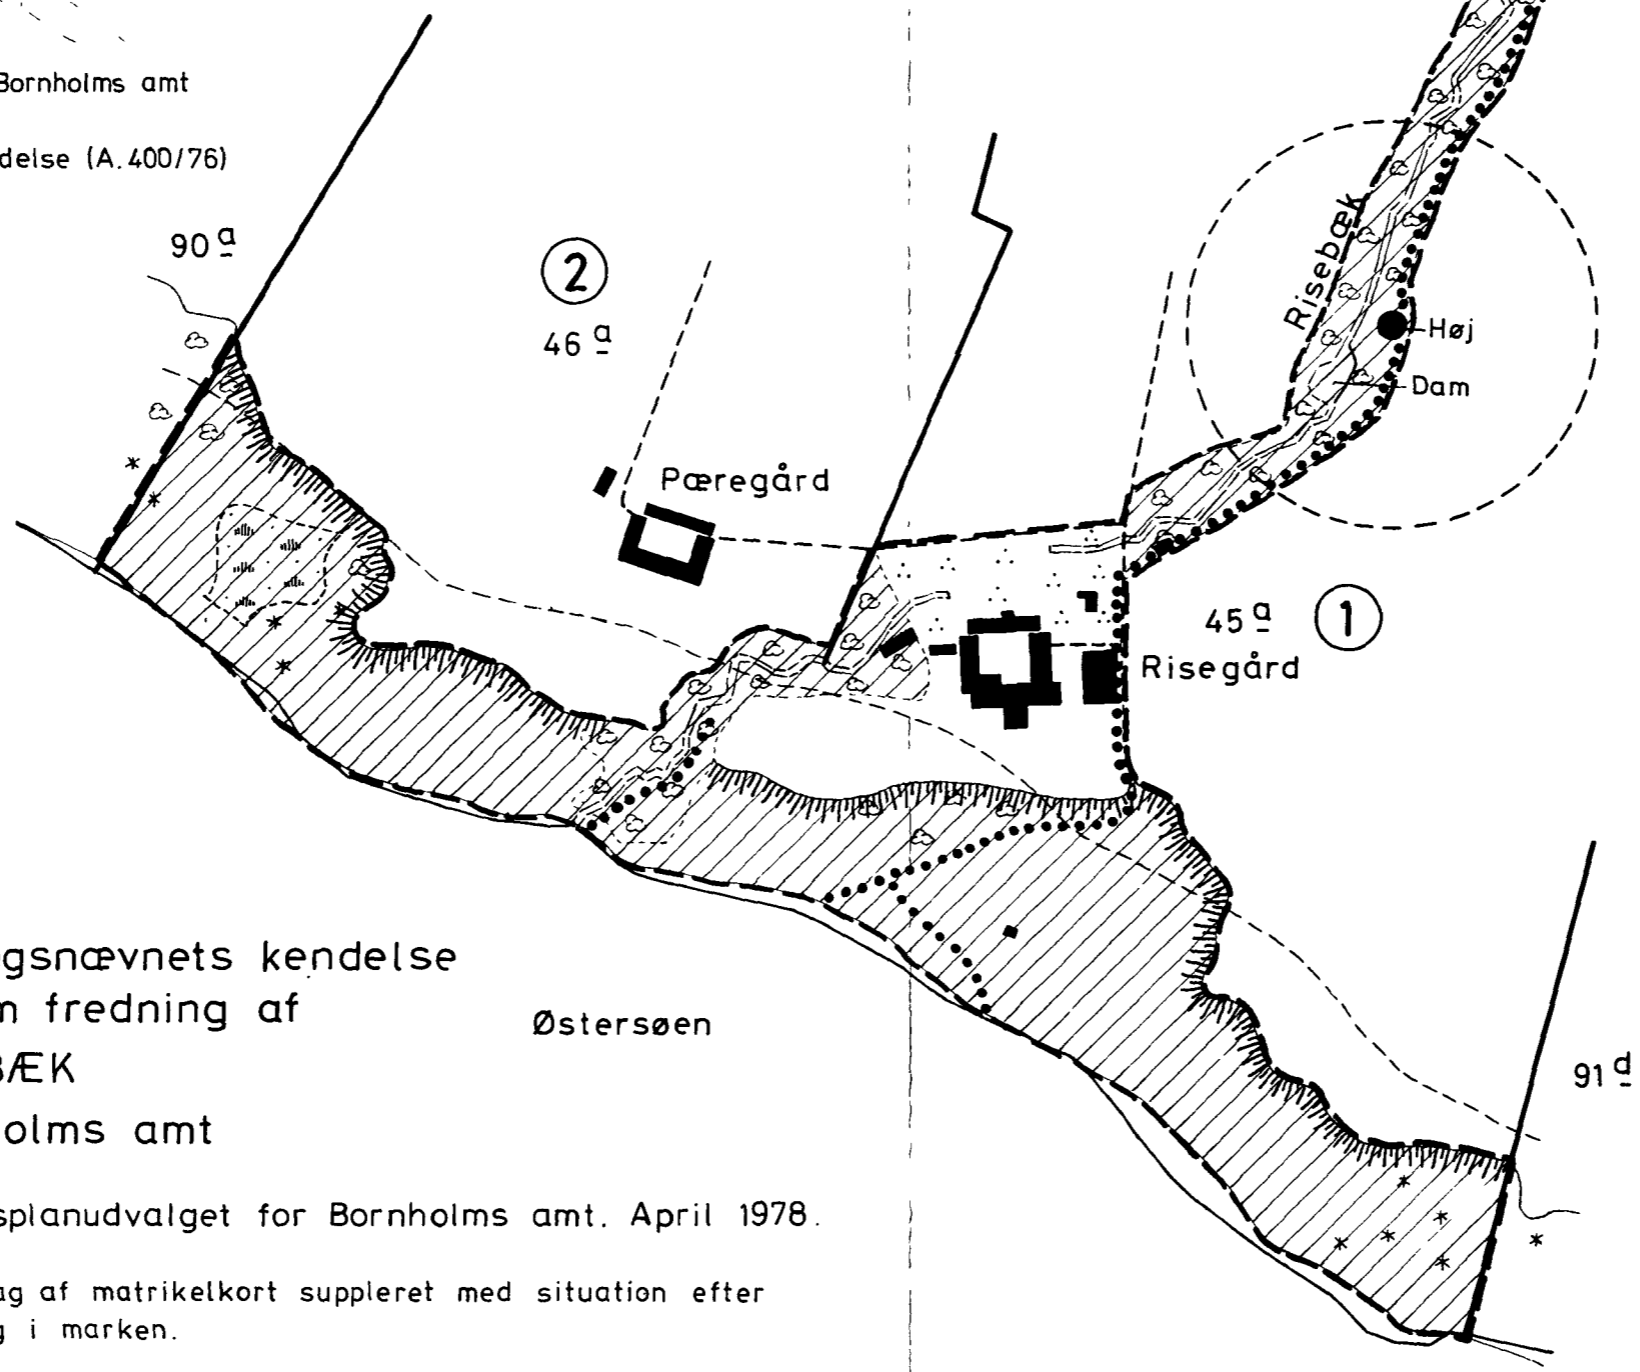 Bornholms amt
delse (A.400/76)
90 a
2
46 a
Risebæk
Høj
Dam
Pæregård
45 a 1
Risegård
gsnævnets kendelse
m fredning af
BÆK
Østersøen
91 d
olms amt
splanudvalget for Bornholms amt. April 1978.
ag af matrikelkort suppleret med situation efter
g i marken.